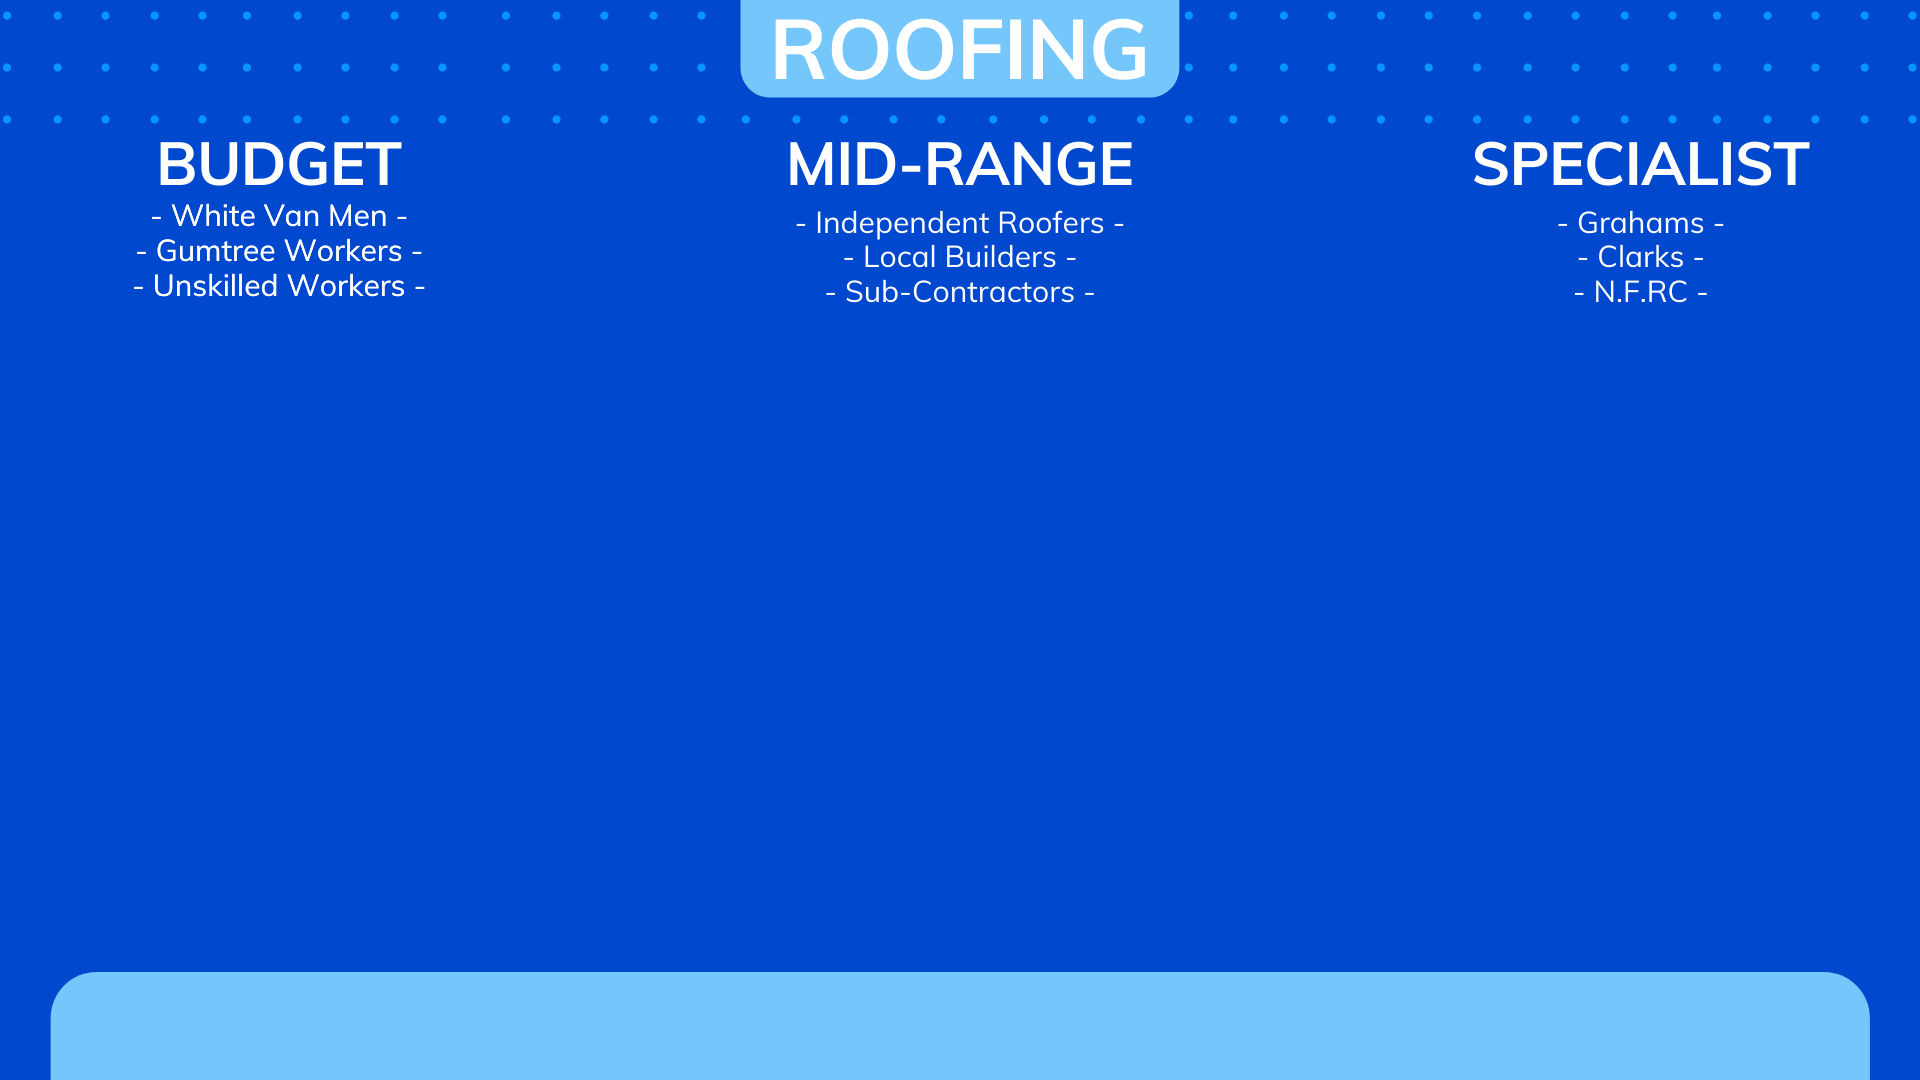 ROOFING
BUDGET
- White Van Men -
- Gumtree Workers -
- Unskilled Workers -
MID-RANGE
- Independent Roofers -
- Local Builders -
- Sub-Contractors -
SPECIALIST
- Grahams -
- Clarks -
- N.F.RC -